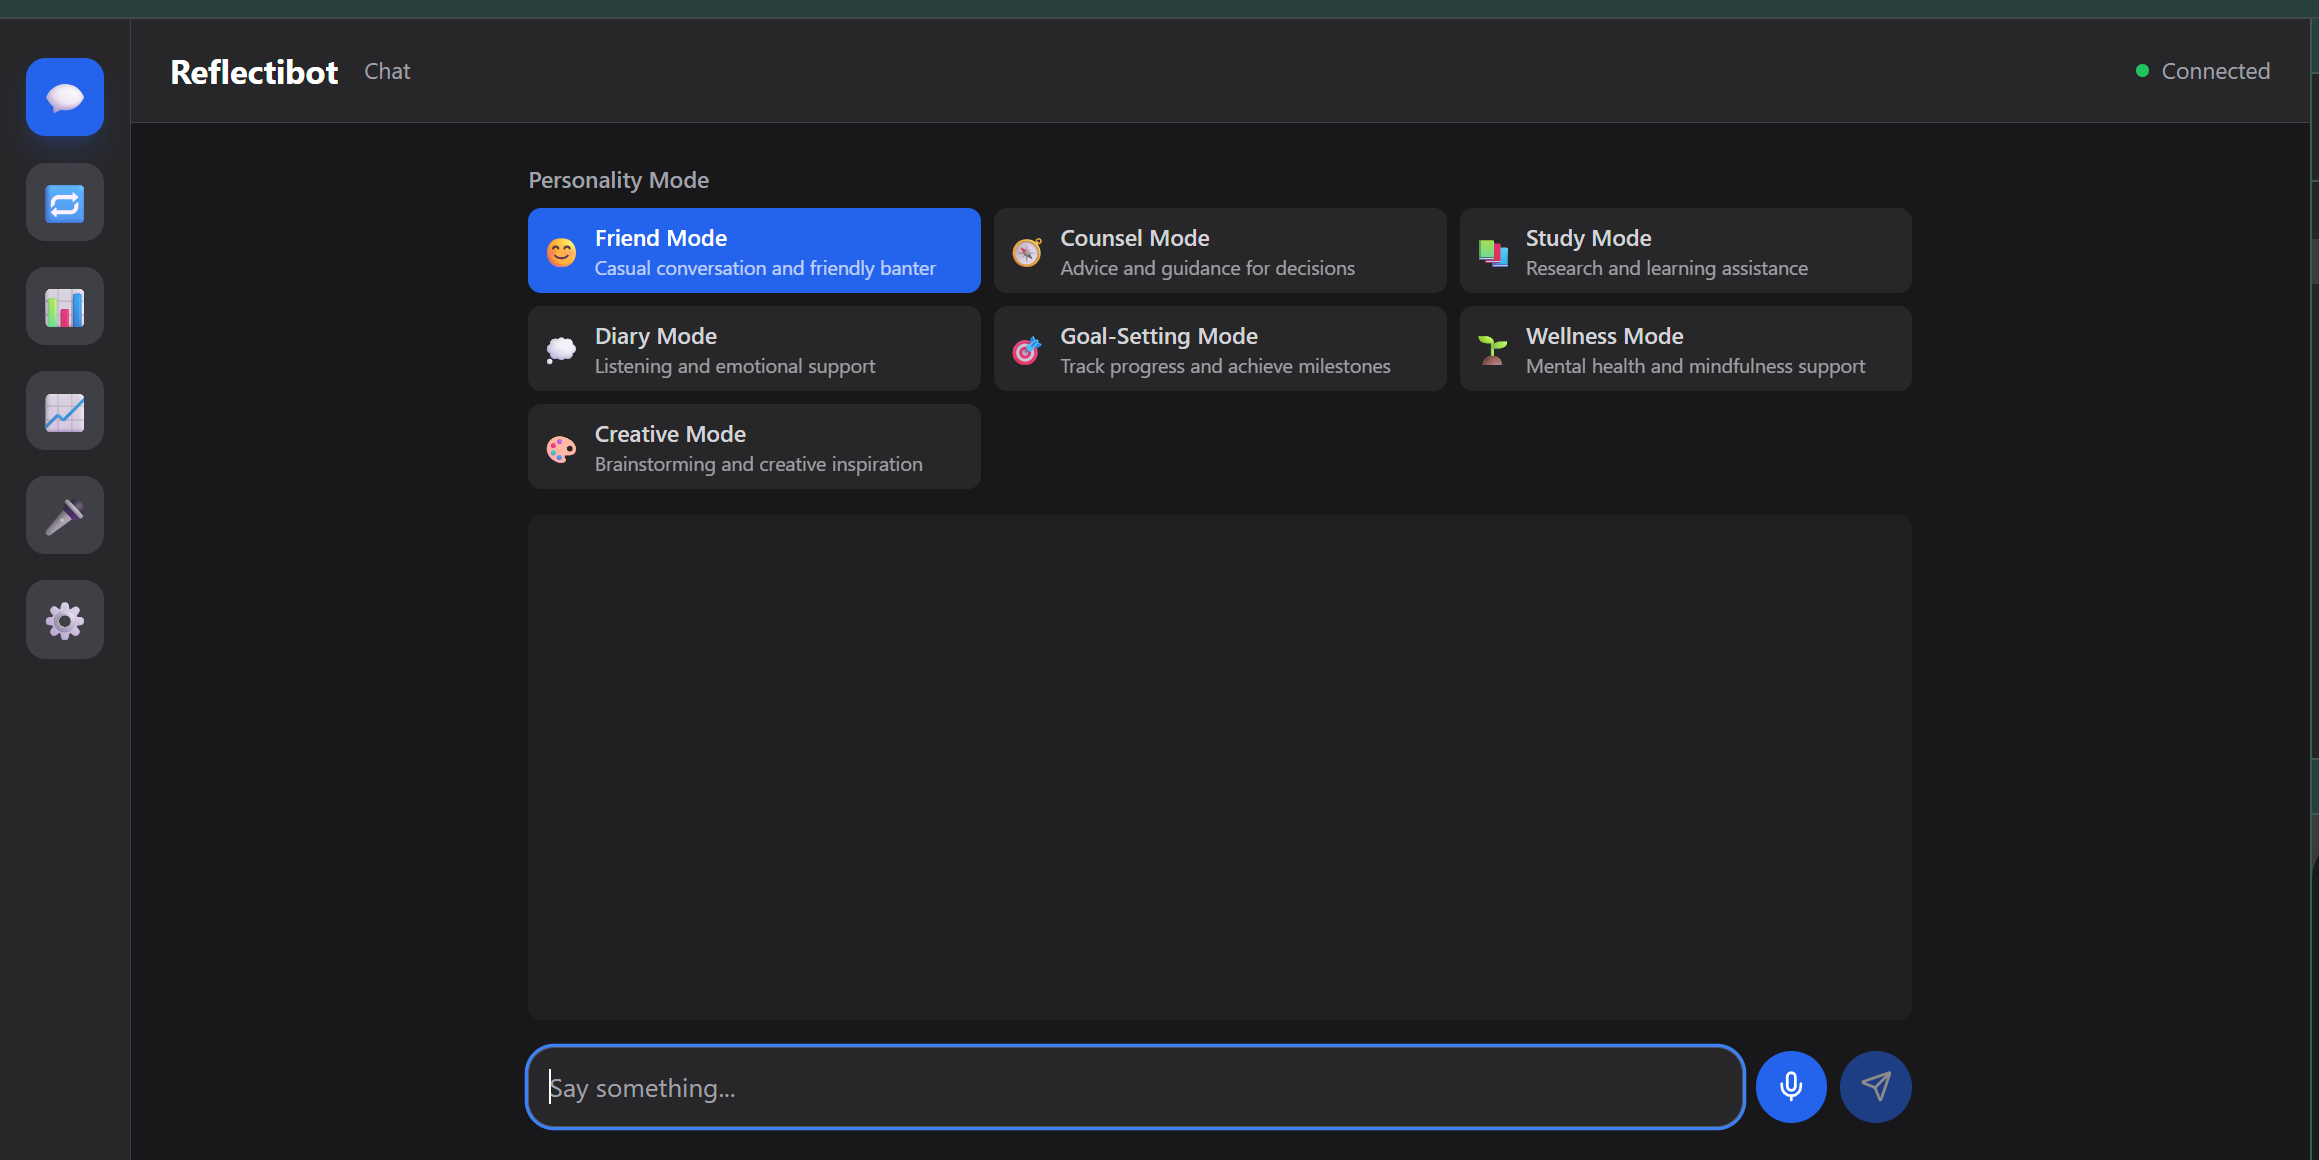 Reflectibot Chat
Connected
Personality Mode
Friend Mode
Casual conversation and friendly banter
Counsel Mode
Advice and guidance for decisions
Study Mode
Research and learning assistance
Diary Mode
Listening and emotional support
Goal-Setting Mode
Track progress and achieve milestones
Wellness Mode
Mental health and mindfulness support
Creative Mode
Brainstorming and creative inspiration
Say something...